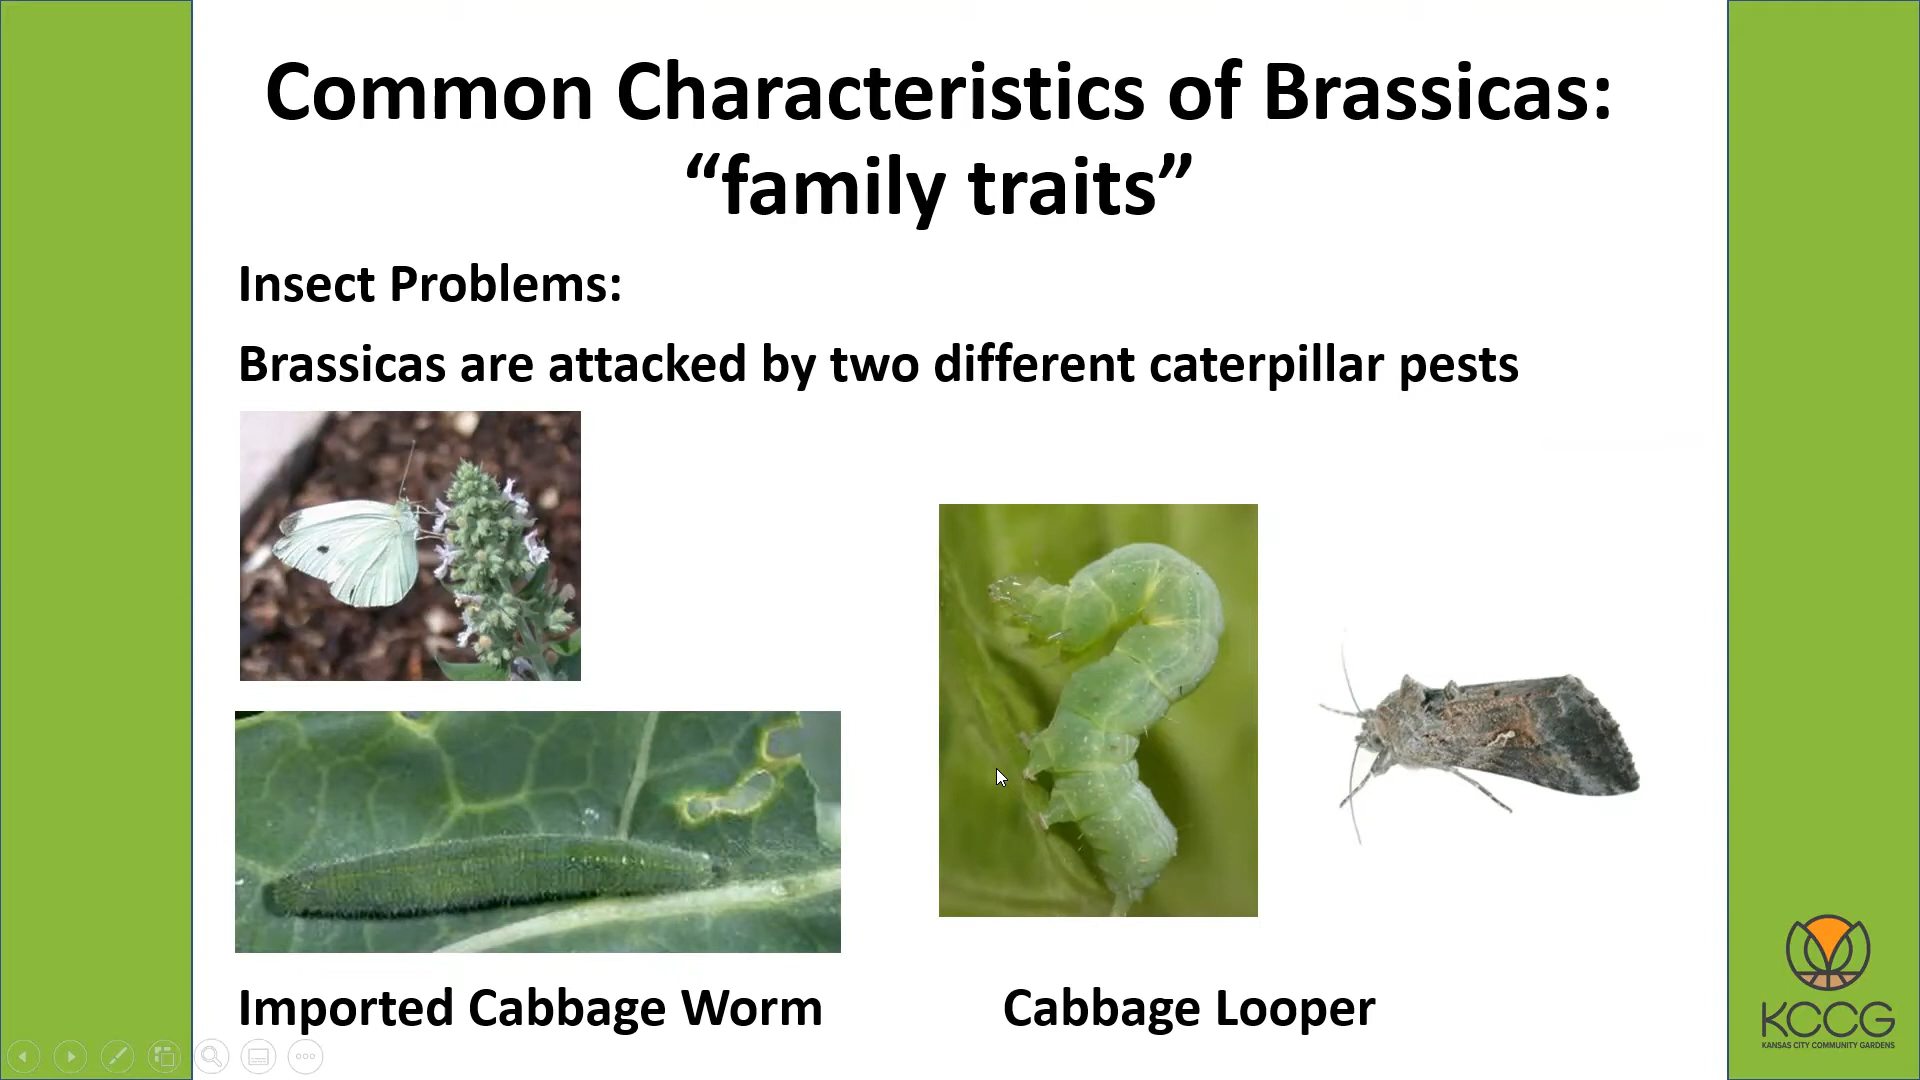 Common Characteristics of Brassicas:
“family traits”
Insect Problems:
Brassicas are attacked by two different caterpillar pests
Imported Cabbage Worm
Cabbage Looper
KCCG
KANSAS CITY COMMUNITY GARDENS